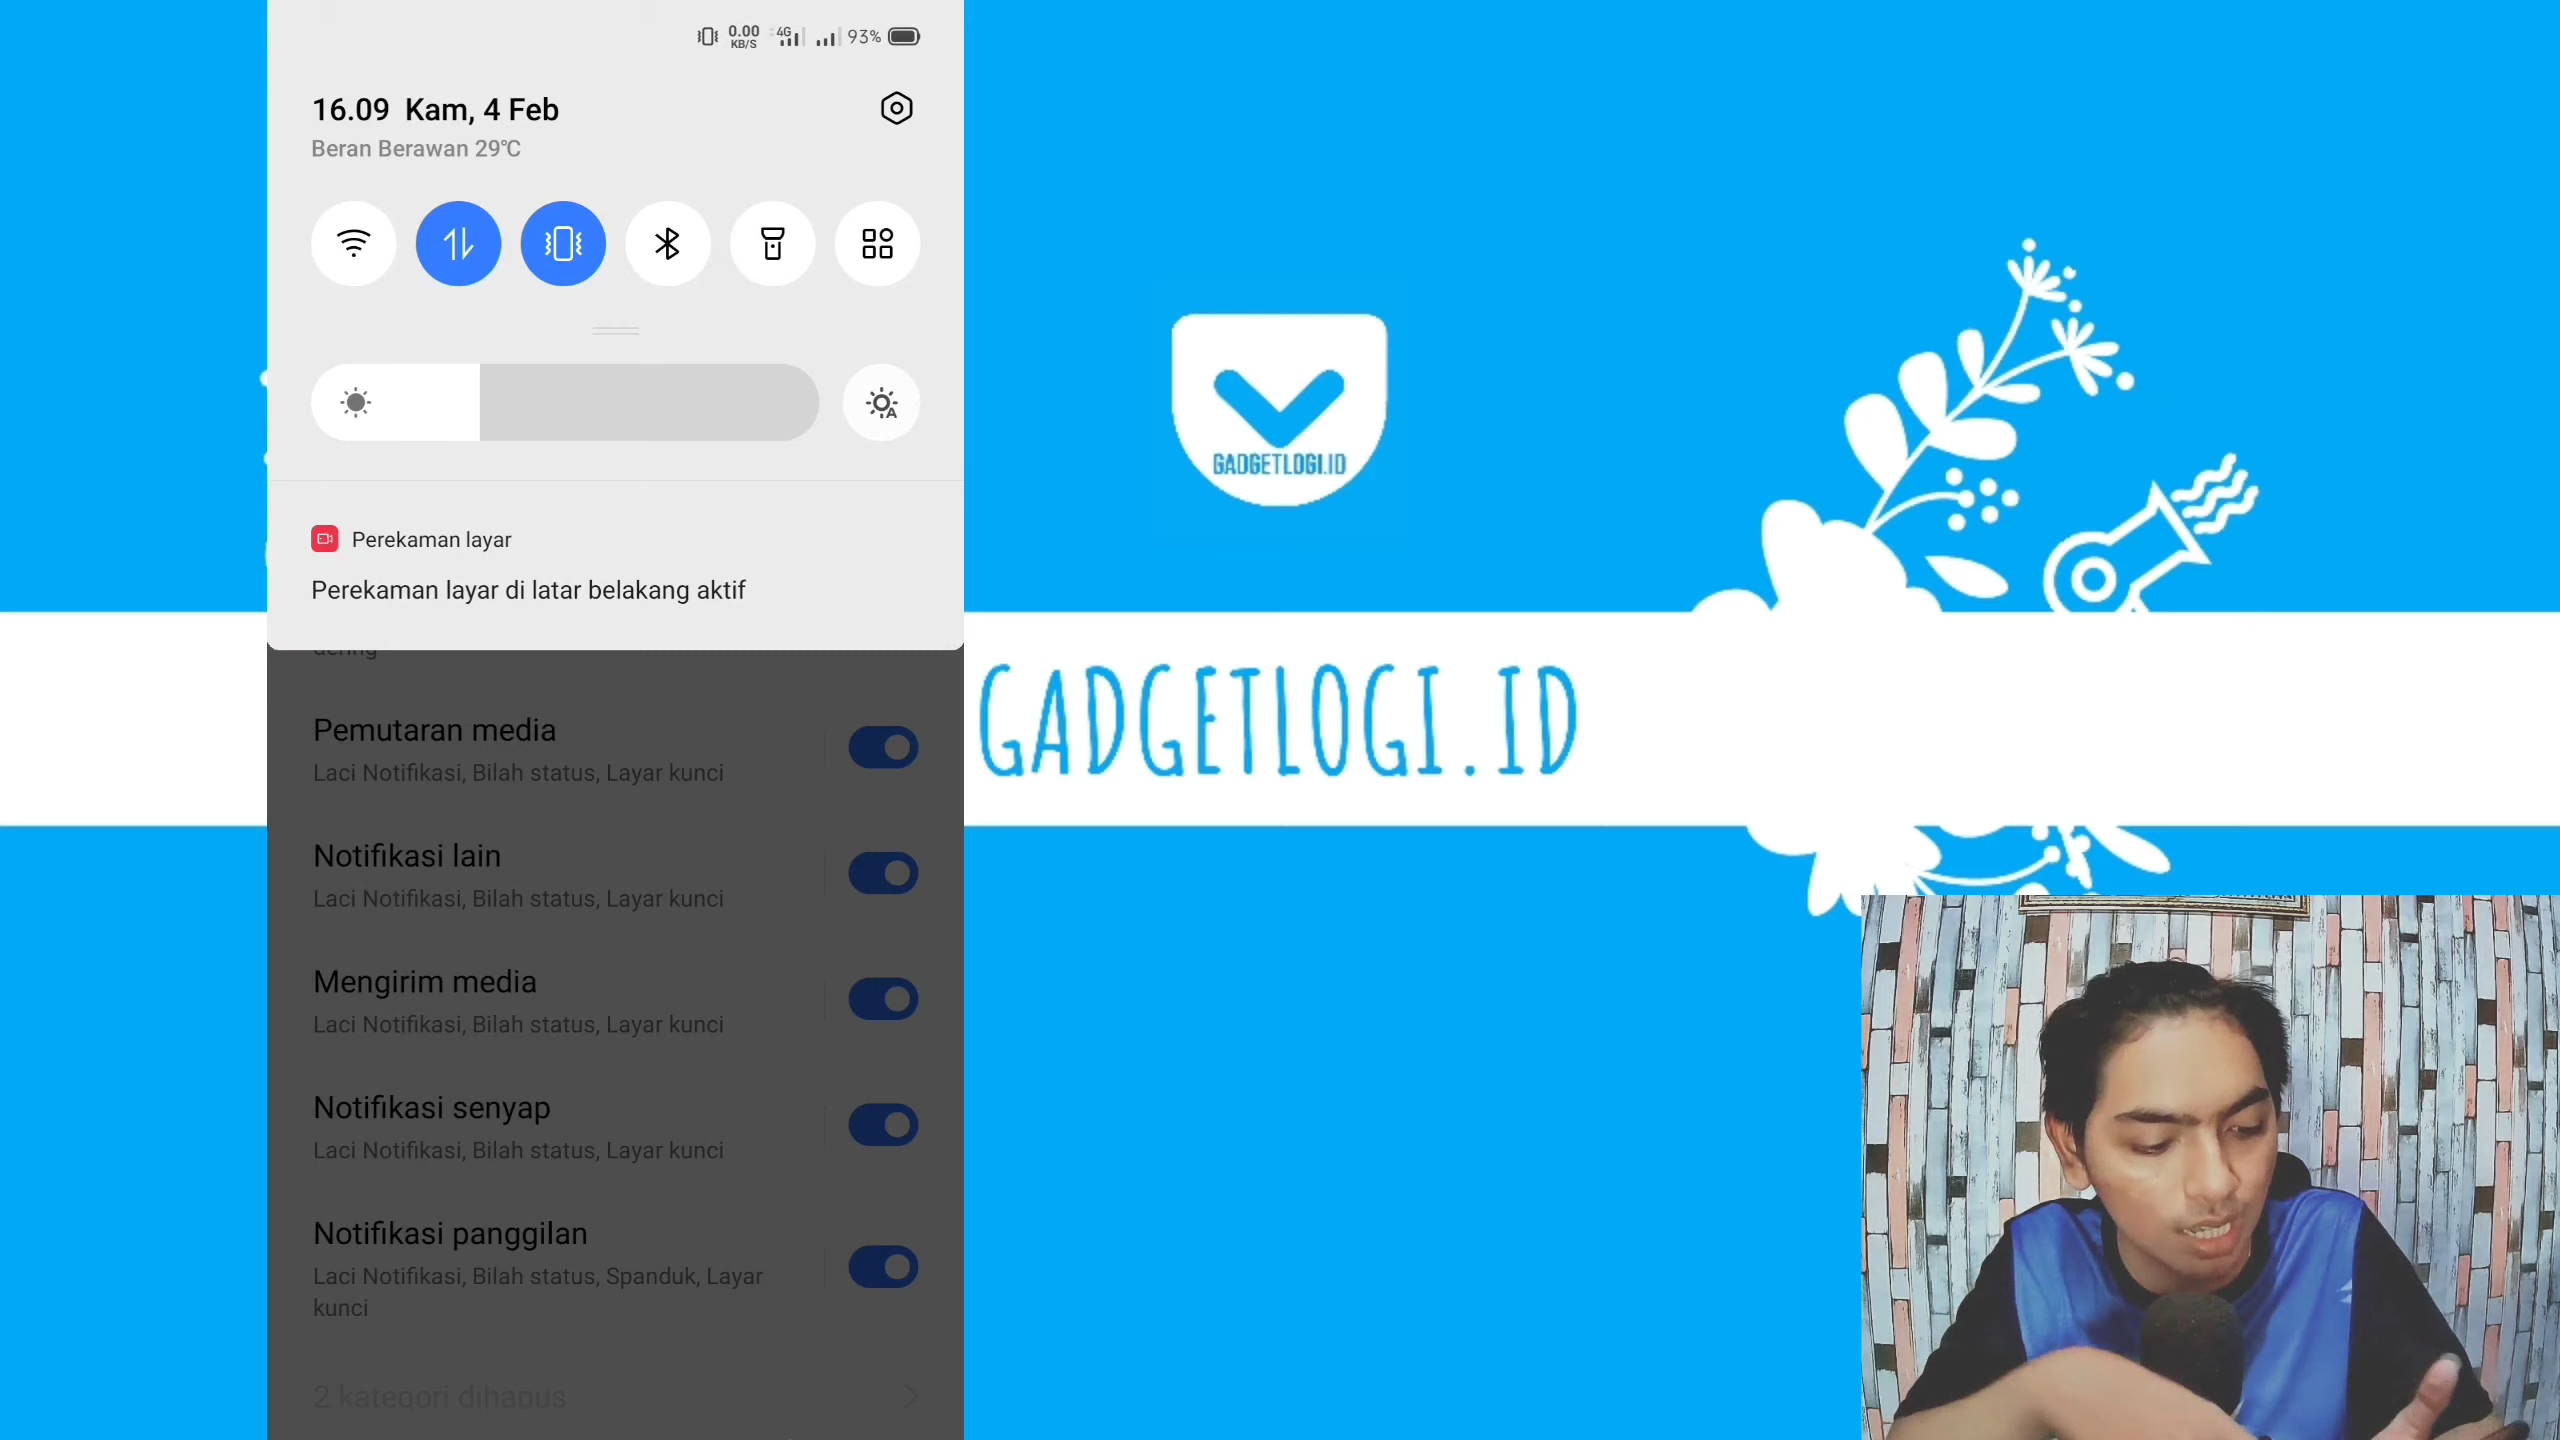 0.00 KB/S 4G 93%
16.09 Kam, 4 Feb
Beran Berawan 29℃
A
Perekaman layar
Perekaman layar di latar belakang aktif
dering
Pemutaran media
Laci Notifikasi, Bilah status, Layar kunci
Notifikasi lain
Laci Notifikasi, Bilah status, Layar kunci
Mengirim media
Laci Notifikasi, Bilah status, Layar kunci
Notifikasi senyap
Laci Notifikasi, Bilah status, Layar kunci
Notifikasi panggilan
Laci Notifikasi, Bilah status, Spanduk, Layar
kunci
2 kategori dihapus
GADGETLOGI.ID
GADGETLOGI.ID